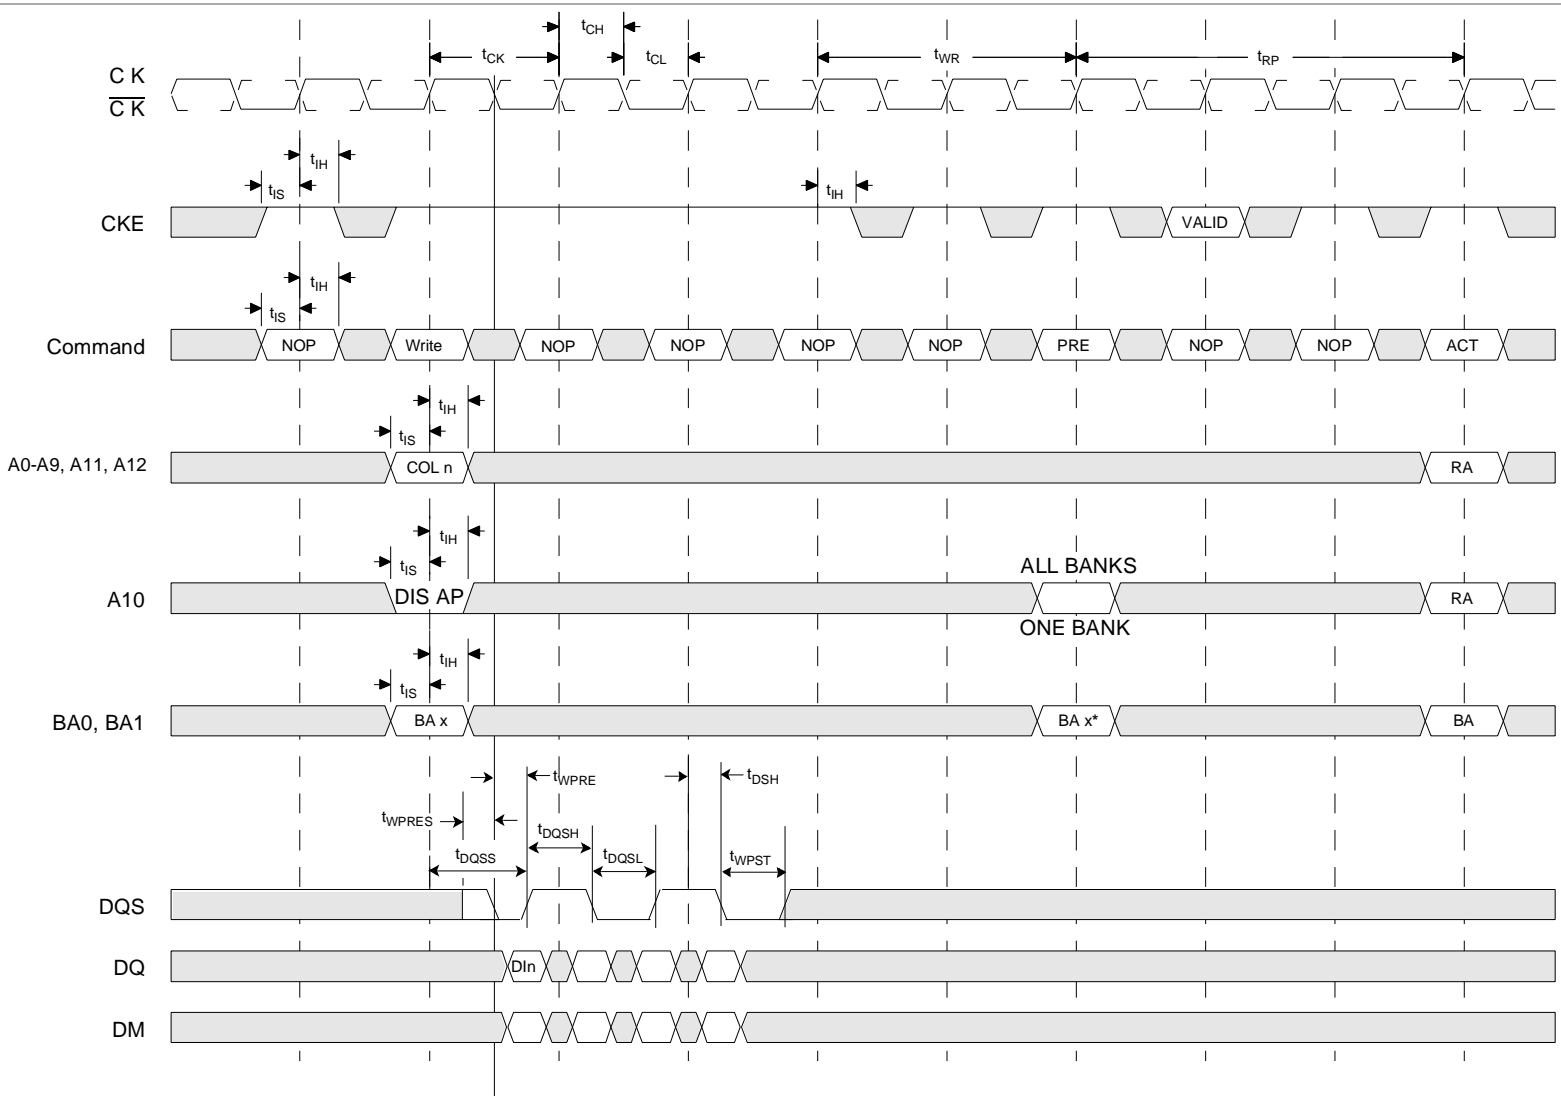 tCH
tCK
tCL
tWR
tRP
C K
C K
tIH
tIS
tIH
CKE
VALID
tIH
tIS
Command
NOP
Write
NOP
NOP
NOP
NOP
PRE
NOP
NOP
ACT
tIH
tIS
A0-A9, A11, A12
COL n
RA
tIH
tIS
ALL BANKS
A10
DIS AP
RA
ONE BANK
tIH
tIS
BA0, BA1
BA x
BA x*
BA
tWPRE
tDSH
tWPRES
tDQSH
tDQSS
tDQSL
tWPST
DQS
DQ
DIn
DM